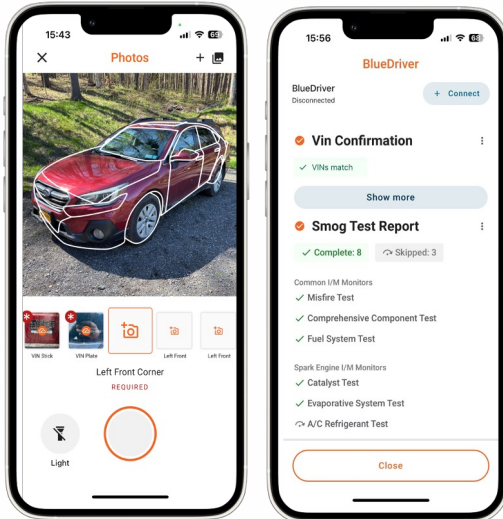 15:43
69
Photos
VIN Stick
VIN Plate
Left Front
Left Front
Left Front Corner
REQUIRED
Light
15:56
68
BlueDriver
BlueDriver
Disconnected
+ Connect
Vin Confirmation
VINs match
Show more
Smog Test Report
Complete: 8
Skipped: 3
Common I/M Monitors
Misfire Test
Comprehensive Component Test
Fuel System Test
Spark Engine I/M Monitors
Catalyst Test
Evaporative System Test
A/C Refrigerant Test
Close